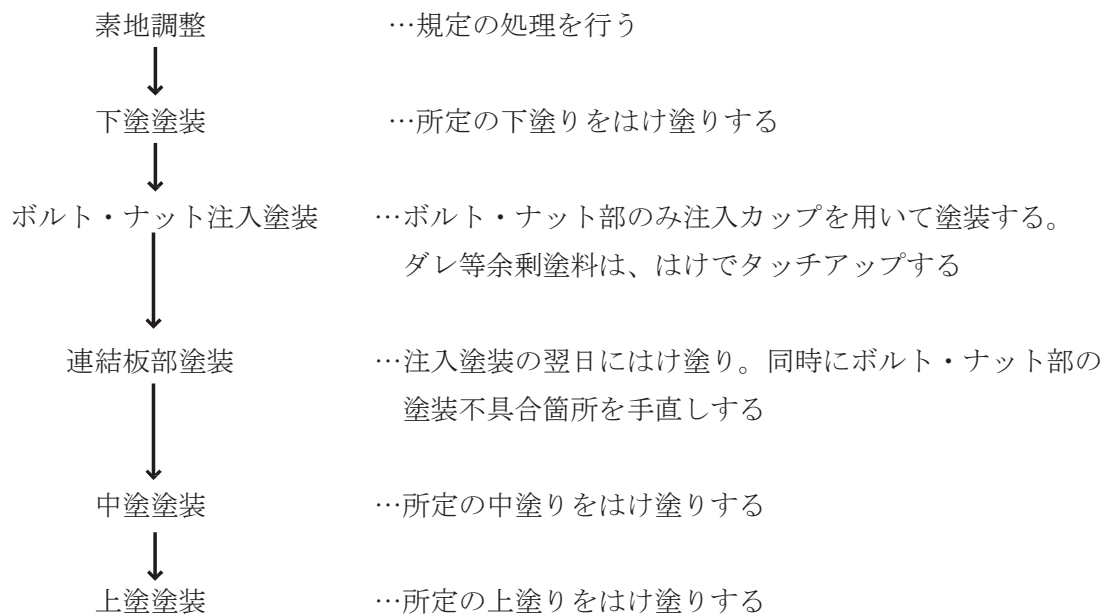 素地調整 …規定の処理を行う
下塗塗装 …所定の下塗りをはけ塗りする
ボルト・ナット注入塗装 …ボルト・ナット部のみ注入カップを用いて塗装する。
ダレ等余剰塗料は、はけでタッチアップする
連結板部塗装 …注入塗装の翌日にはけ塗り。同時にボルト・ナット部の
塗装不具合箇所を手直しする
中塗塗装 …所定の中塗りをはけ塗りする
上塗塗装 …所定の上塗りをはけ塗りする